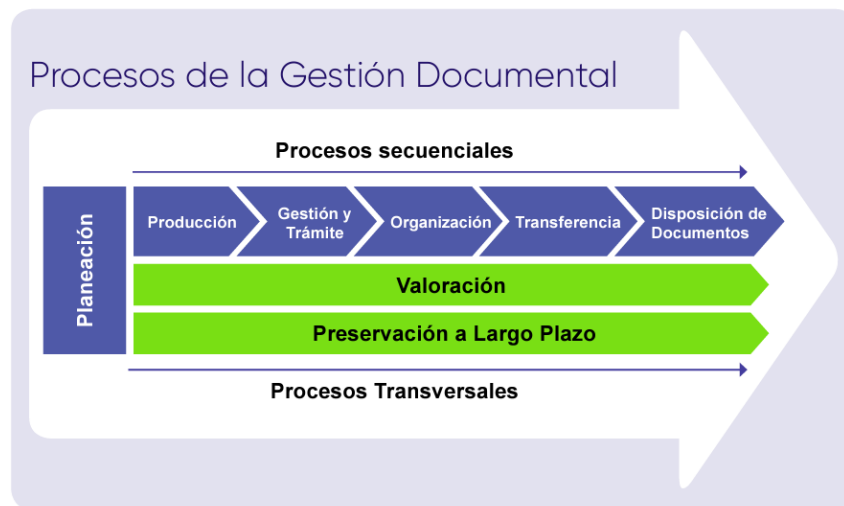 Procesos de la Gestión Documental
Procesos secuenciales
Planeación
Producción
Gestión y
Trámite
Organización
Transferencia
Disposición de
Documentos
Valoración
Preservación a Largo Plazo
Procesos Transversales